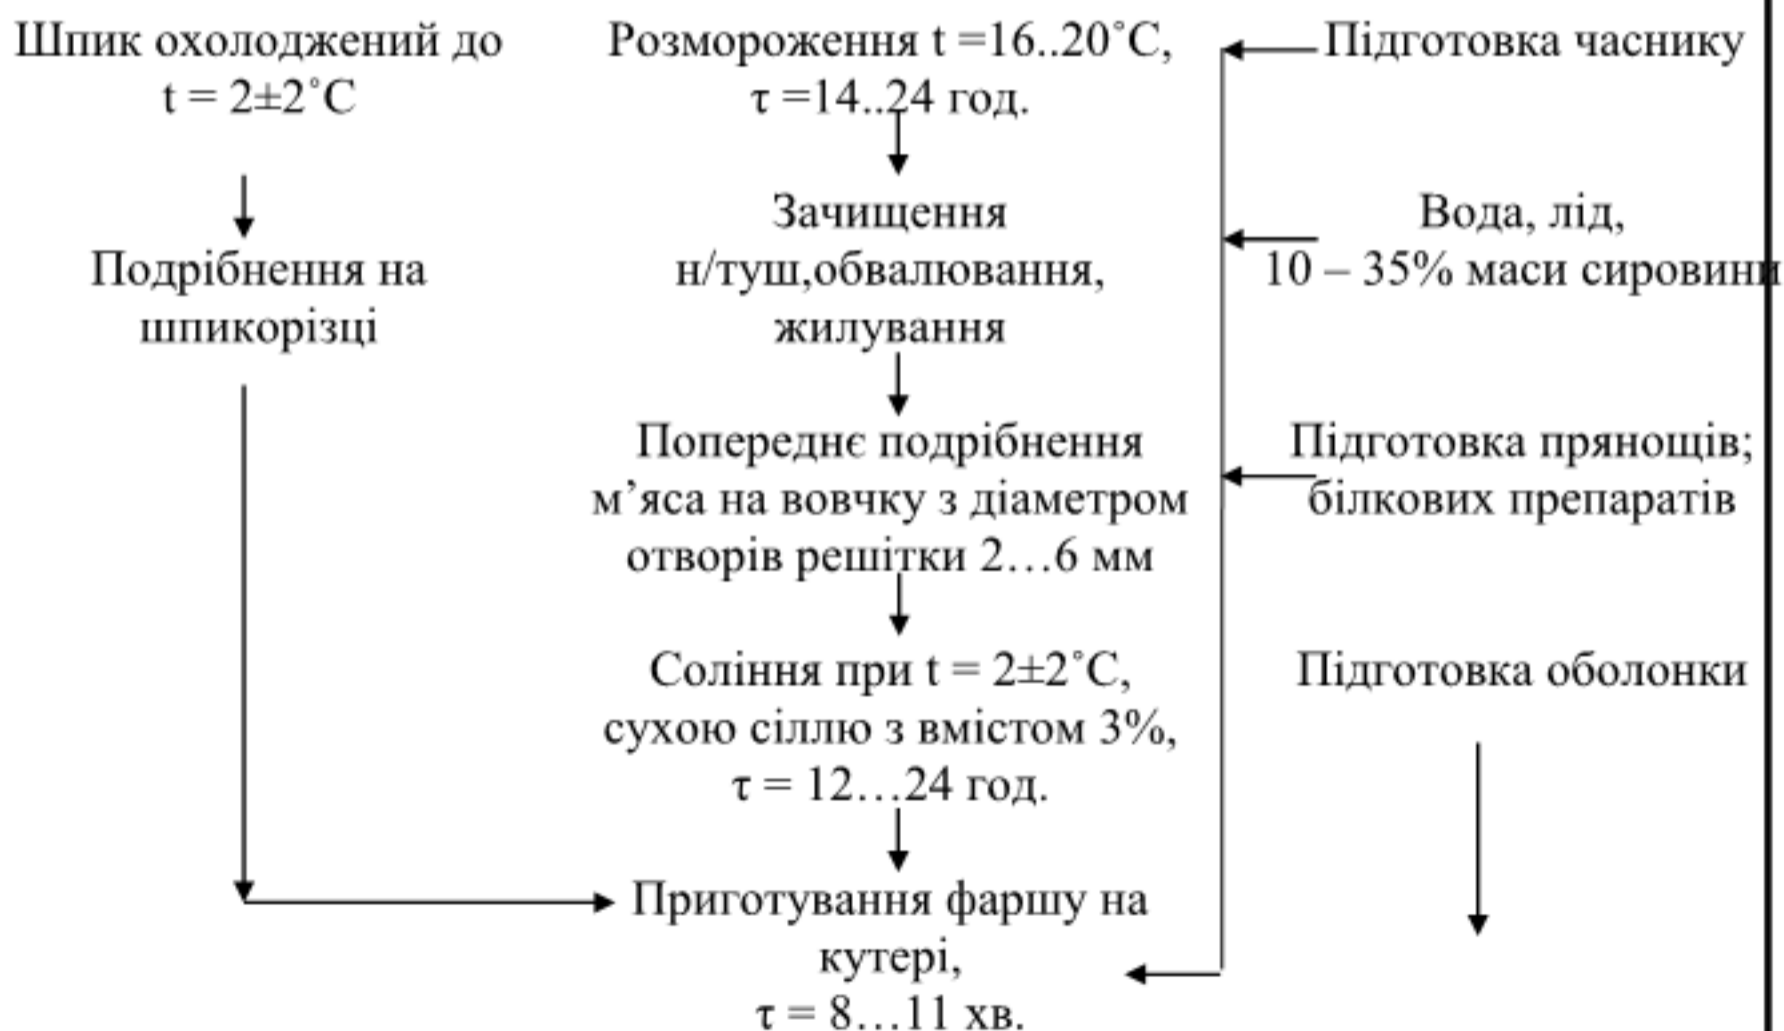 Шпик охолоджений до
t = 2±2˚С
Подрібнення на
шпикорізці
Розмороження t =16..20˚С,
τ =14..24 год.
Зачищення
н/туш,обвалювання,
жилування
Попереднє подрібнення
м’яса на вовчку з діаметром
отворів решітки 2…6 мм
Соління при t = 2±2˚С,
сухою сіллю з вмістом 3%,
τ = 12…24 год.
Приготування фаршу на
кутері,
τ = 8…11 хв.
Підготовка часнику
Вода, лід,
10 – 35% маси сировини
Підготовка прянощів;
білкових препаратів
Підготовка оболонки